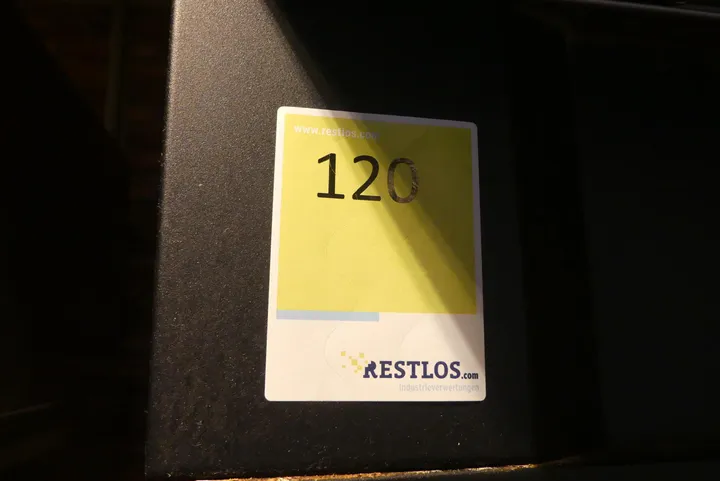 www.restlos.com
120
RESTLOS.com
industrieverwertungen